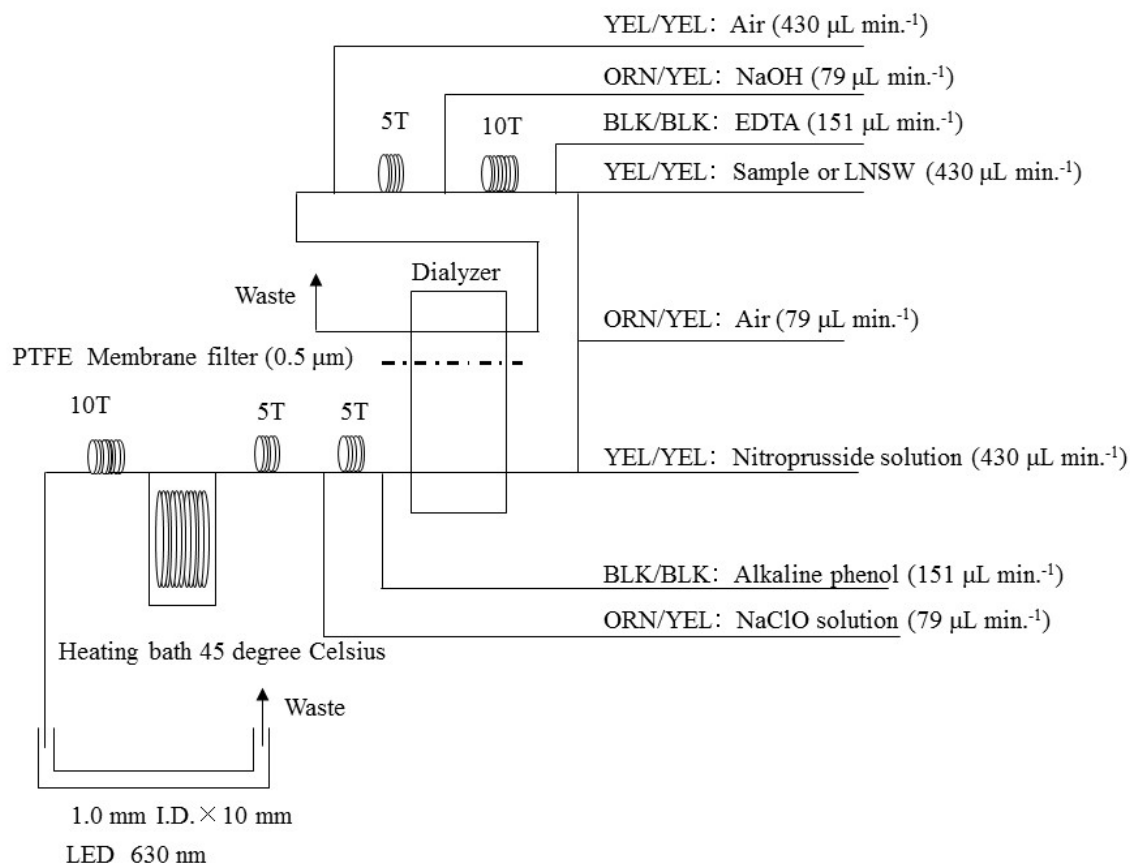 YEL/YEL: Air (430 μL min.⁻¹)
ORN/YEL: NaOH (79 μL min.⁻¹)
5T
10T
BLK/BLK: EDTA (151 μL min.⁻¹)
YEL/YEL: Sample or LNSW (430 μL min.⁻¹)
Dialyzer
Waste
ORN/YEL: Air (79 μL min.⁻¹)
PTFE Membrane filter (0.5 μm)
10T
5T
5T
YEL/YEL: Nitroprusside solution (430 μL min.⁻¹)
BLK/BLK: Alkaline phenol (151 μL min.⁻¹)
ORN/YEL: NaClO solution (79 μL min.⁻¹)
Heating bath 45 degree Celsius
Waste
1.0 mm I.D.×10 mm
LED 630 nm